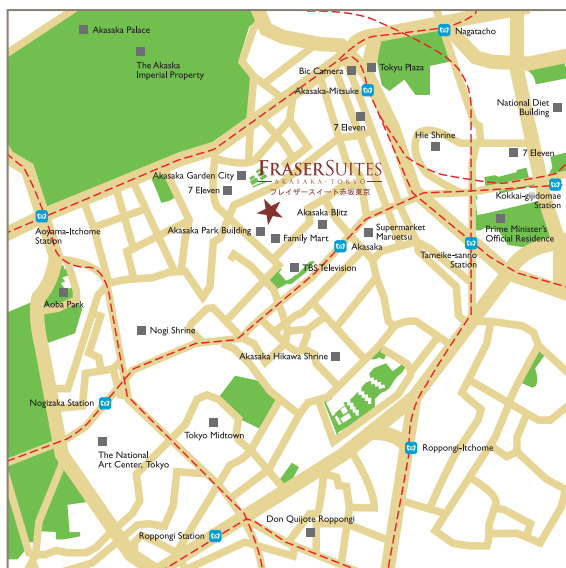 Akasaka Palace
Nagatacho
The Akaska
Imperial Property
Bic Camera
Tokyu Plaza
Akasaka-Mitsuke
National Diet
Building
7 Eleven
Hie Shrine
7 Eleven
FRASER SUITES
AKASAKA · TOKYO
フレイザースイート赤坂東京
Akasaka Garden City
7 Eleven
Kokkai-gijidomae
Station
Aoyama-Itchome
Station
Akasaka Blitz
Akasaka Park Building
Family Mart
Supermarket
Maruetsu
Prime Minister's
Official Residence
Akasaka
Tameike-sanno
Station
TBS Television
Aoba Park
Nogi Shrine
Akasaka Hikawa Shrine
Nogizaka Station
Tokyo Midtown
The National
Art Center, Tokyo
Roppongi-Itchome
Don Quijote Roppongi
Roppongi Station